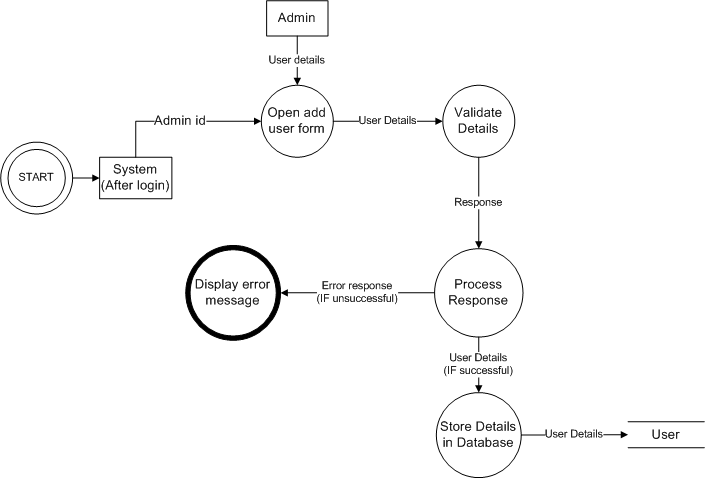 Admin
User details
Open add
user form
Admin id
User Details
Validate
Details
START
System
(After login)
Response
Display error
message
Error response
(IF unsuccessful)
Process
Response
User Details
(IF successful)
Store Details
in Database
User Details
User